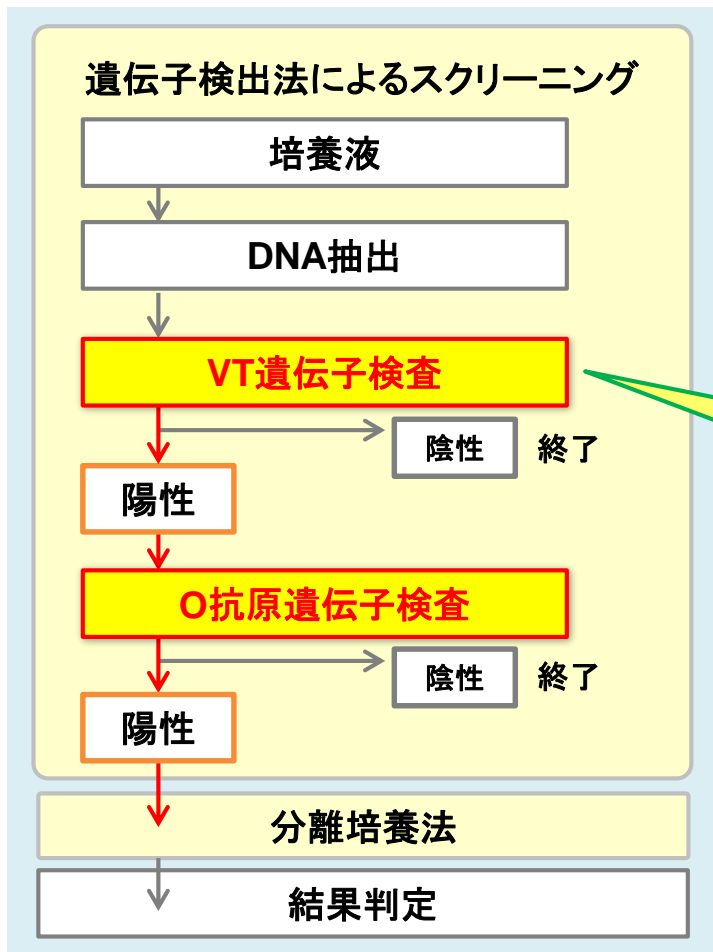 遺伝子検出法によるスクリーニング
培養液
DNA抽出
VT遺伝子検査
陰性 終了
陽性
O抗原遺伝子検査
陰性 終了
陽性
分離培養法
結果判定